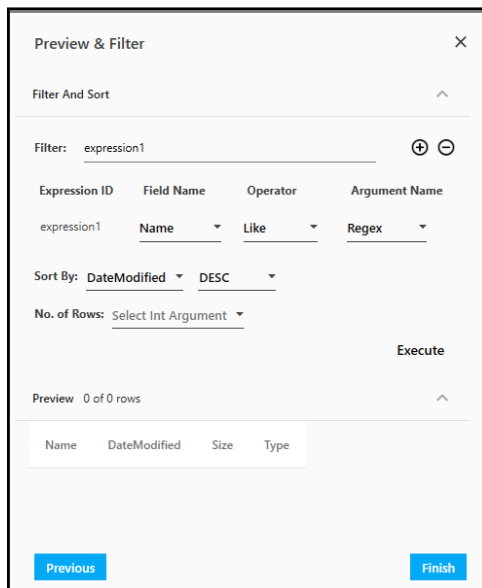 Preview & Filter
Filter And Sort
Filter: expression1
Expression ID Field Name Operator Argument Name
expression1 Name Like Regex
Sort By: DateModified DESC
No. of Rows: Select Int Argument
Execute
Preview 0 of 0 rows
Name DateModified Size Type
Previous Finish